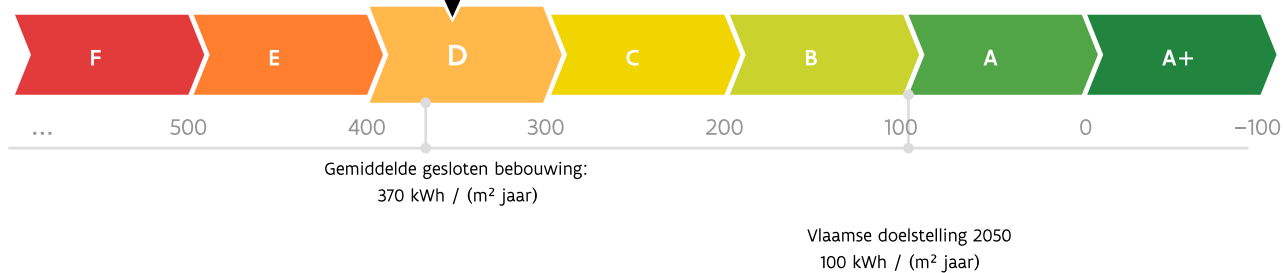 F E D C B A A+
... 500 400 300 200 100 0 –100
Gemiddelde gesloten bebouwing:
370 kWh / (m² jaar)
Vlaamse doelstelling 2050
100 kWh / (m² jaar)